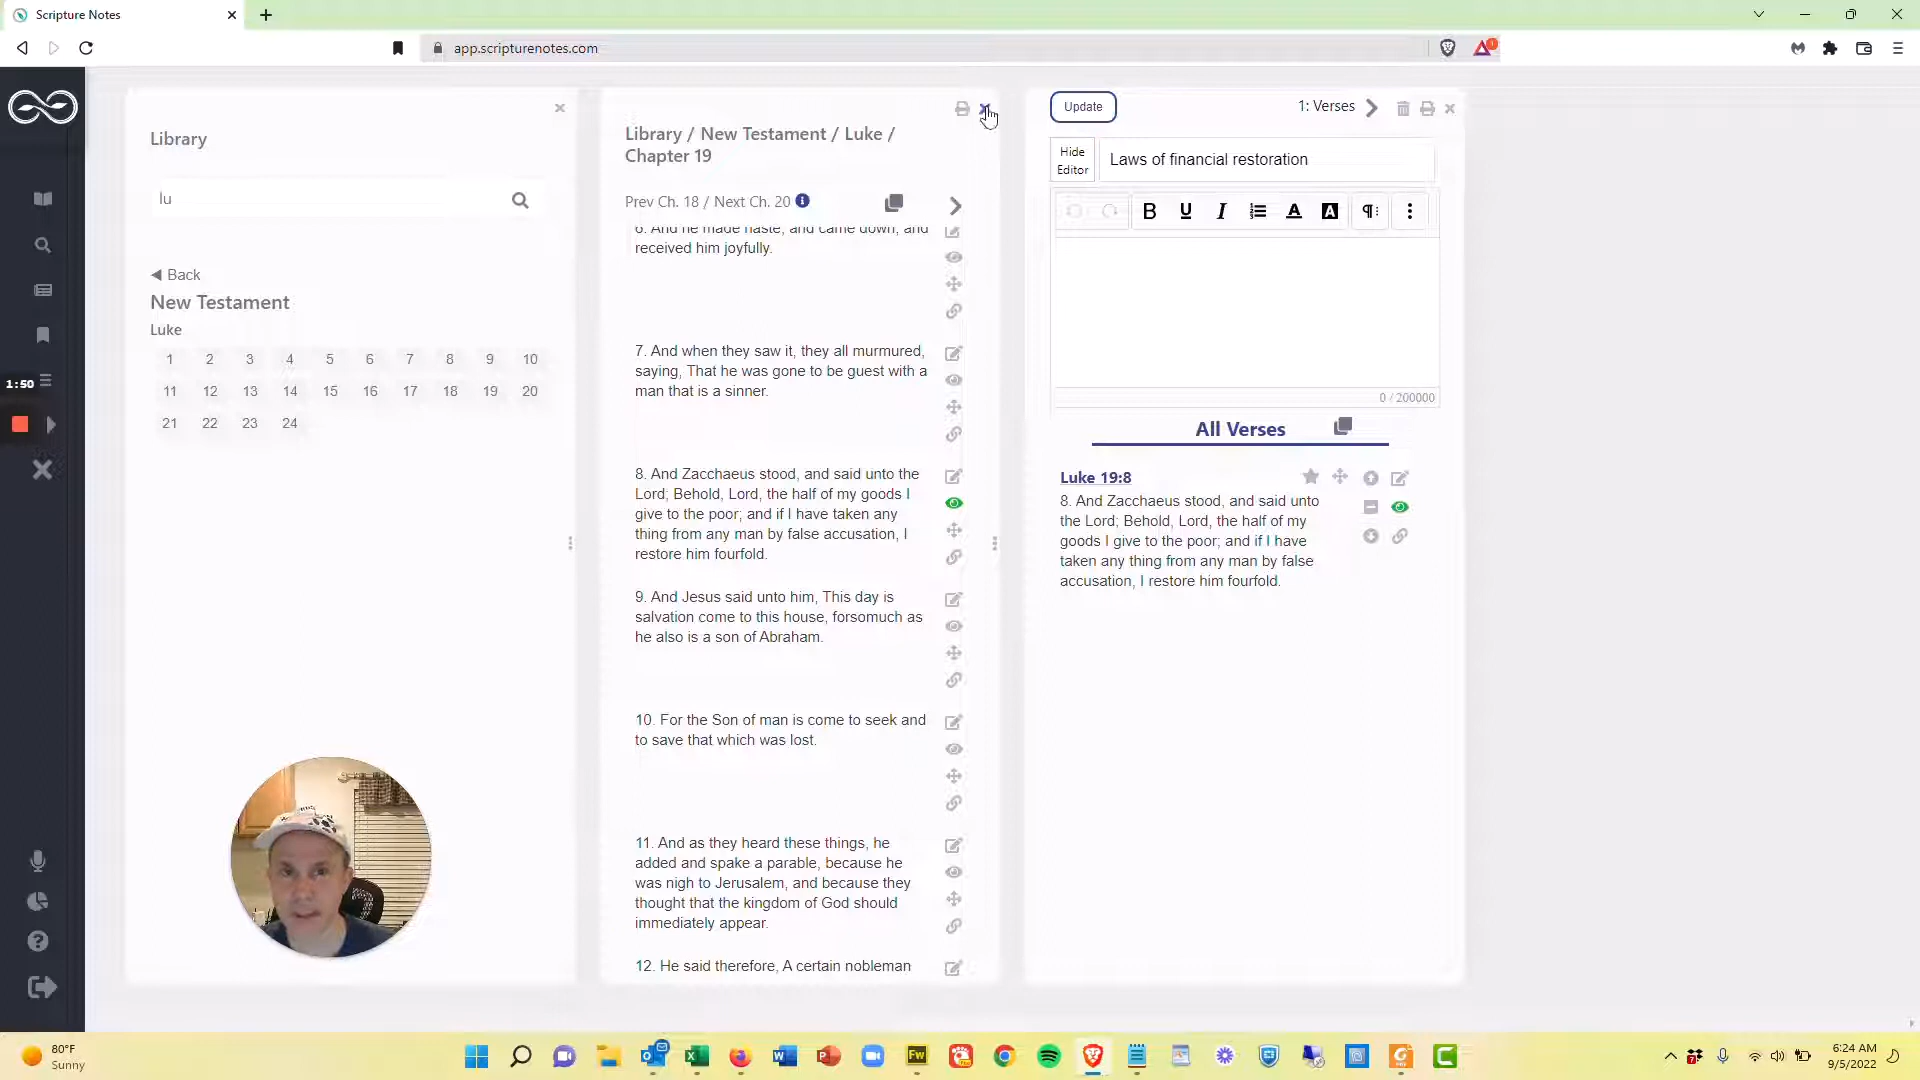 Scripture Notes
app.scripturenotes.com
1
1:50
Library
lu
Back
New Testament
Luke
1 2 3 4 5 6 7 8 9 10
11 12 13 14 15 16 17 18 19 20
21 22 23 24
Library / New Testament / Luke /
Chapter 19
Prev Ch. 18 / Next Ch. 20
6. And he made haste, and came down, and
received him joyfully.
7. And when they saw it, they all murmured,
saying, That he was gone to be guest with a
man that is a sinner.
8. And Zacchaeus stood, and said unto the
Lord; Behold, Lord, the half of my goods I
give to the poor; and if I have taken any
thing from any man by false accusation, I
restore him fourfold.
9. And Jesus said unto him, This day is
salvation come to this house, forsomuch as
he also is a son of Abraham.
10. For the Son of man is come to seek and
to save that which was lost.
11. And as they heard these things, he
added and spake a parable, because he
was nigh to Jerusalem, and because they
thought that the kingdom of God should
immediately appear.
12. He said therefore, A certain nobleman
Update
1: Verses
Hide
Editor
Laws of financial restoration
B U I A A
0 / 200000
All Verses
Luke 19:8
8. And Zacchaeus stood, and said unto
the Lord; Behold, Lord, the half of my
goods I give to the poor; and if I have
taken any thing from any man by false
accusation, I restore him fourfold.
80°F
Sunny
Fw
6:24 AM
9/5/2022